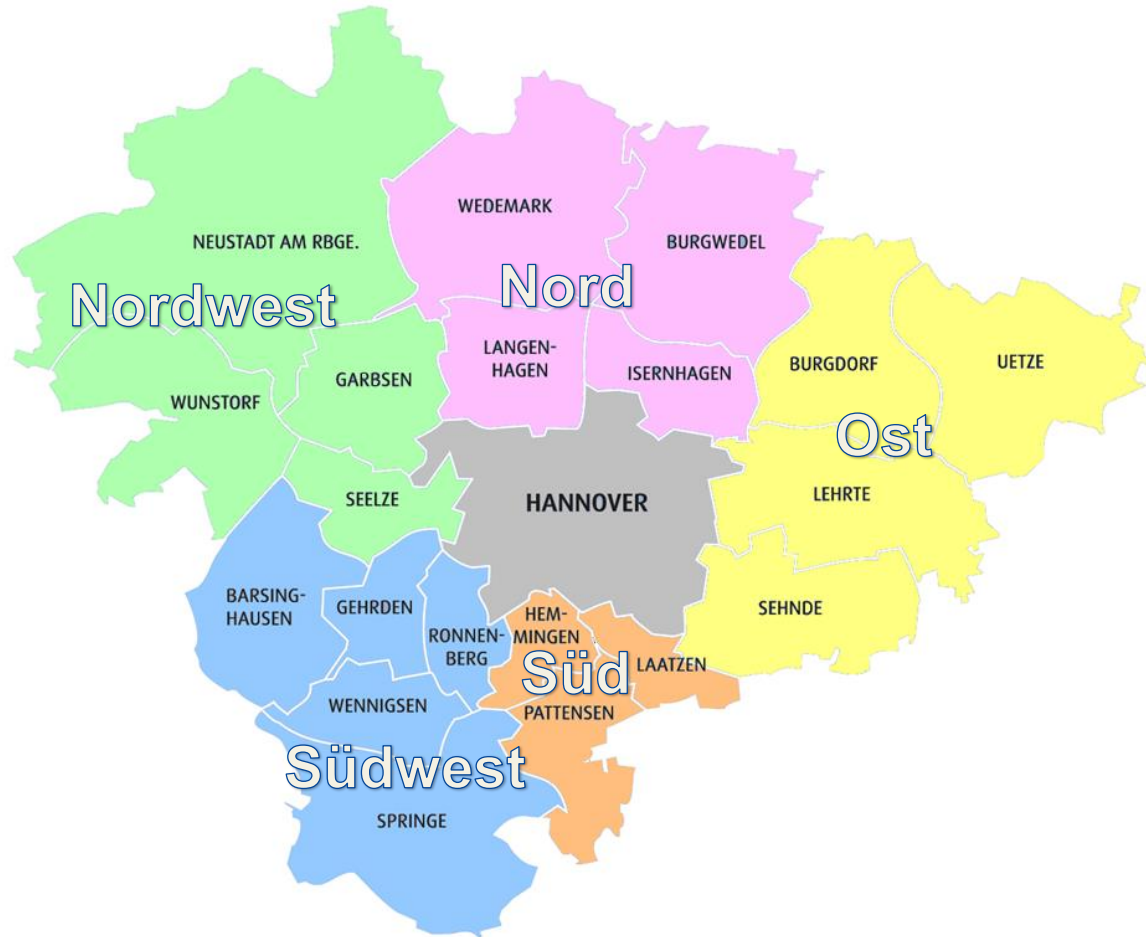 WEDEMARK
NEUSTADT AM RBGE.
BURGWEDEL
Nordwest
Nord
LANGEN-
HAGEN
GARBSEN
ISERNHAGEN
BURGDORF
UETZE
WUNSTORF
Ost
SEELZE
HANNOVER
LEHRTE
BARSING-
HAUSEN
GEHRDEN
RONNEN-
BERG
HEM-
MINGEN
SEHNDE
LAATZEN
Süd
WENNIGSEN
PATTENSEN
Südwest
SPRINGE